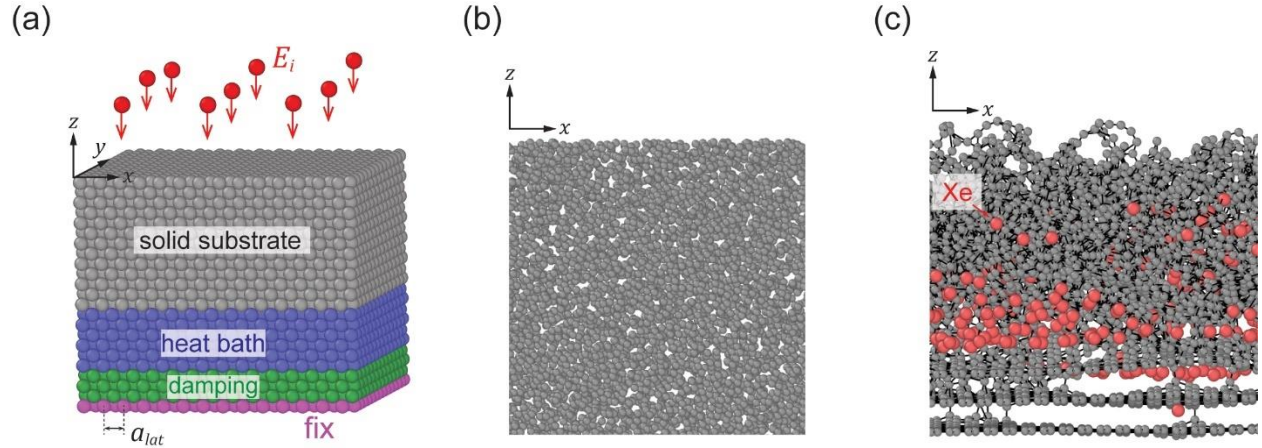 (a)
E_i
z
y
x
solid substrate
heat bath
damping
fix
a_lat
(b)
z
x
(c)
z
x
Xe